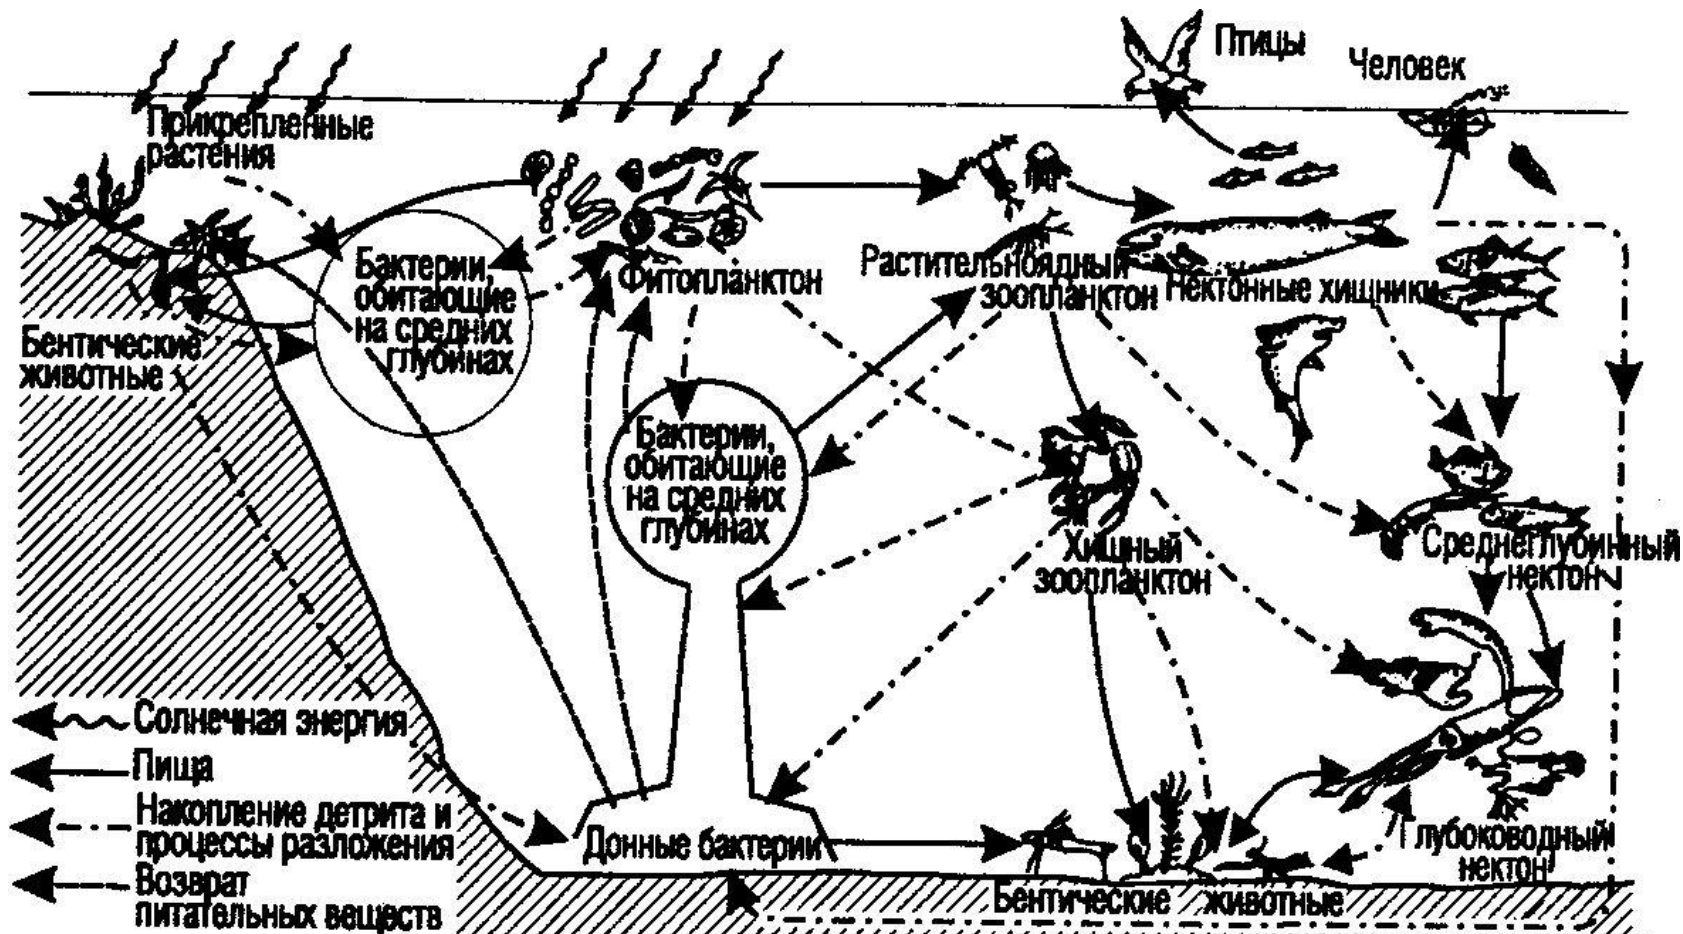 Птицы
Человек
Прикрепленные
растения
Бактерии,
обитающие
на средних
глубинах
Фитопланктон
Растительноядный
зоопланктон
Нектонные хищники
Бентические
животные
Бактерии,
обитающие
на средних
глубинах
Хищный
зоопланктон
Среднеглубинный
нектон
Солнечная энергия
Пища
Накопление детрита и
процессы разложения
Возврат
питательных веществ
Донные бактерии
Глубоководный
нектон
Бентические животные